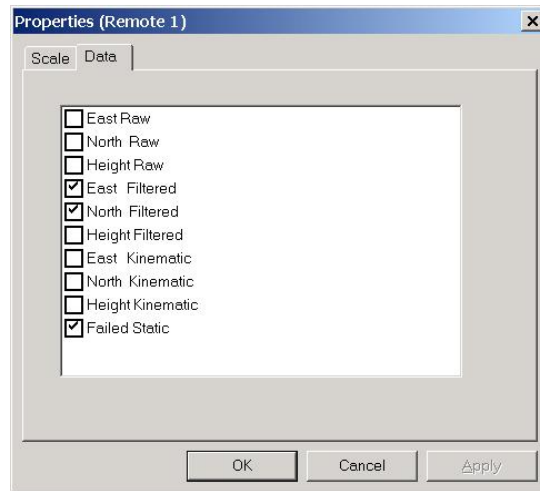 Properties (Remote 1)
Scale Data
East Raw
North Raw
Height Raw
East Filtered
North Filtered
Height Filtered
East Kinematic
North Kinematic
Height Kinematic
Failed Static
OK Cancel Apply